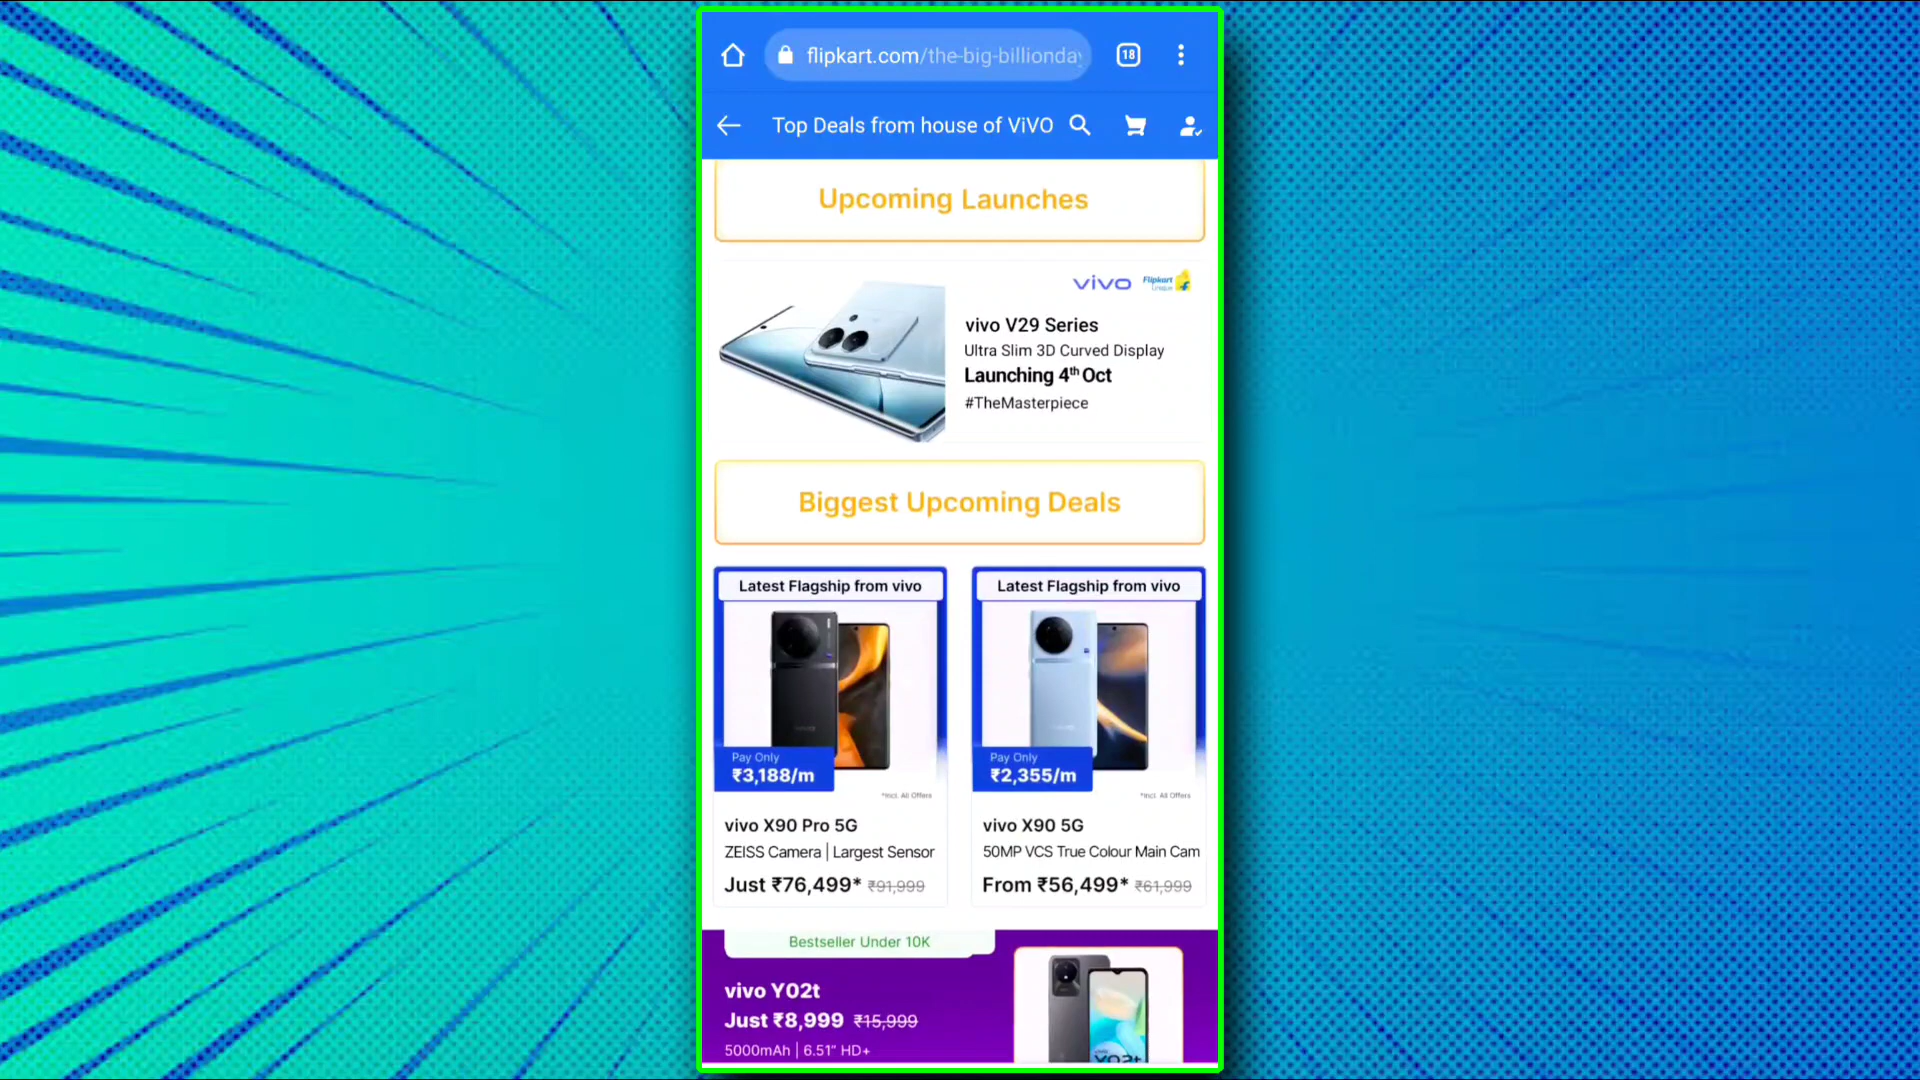 flipkart.com/the-big-billionday
18
Top Deals from house of ViVO
Upcoming Launches
vivo
Flipkart
Unique
vivo V29 Series
Ultra Slim 3D Curved Display
Launching 4th Oct
#TheMasterpiece
Biggest Upcoming Deals
Latest Flagship from vivo
Pay Only
₹3,188/m
*Incl. All Offers
vivo X90 Pro 5G
ZEISS Camera | Largest Sensor
Just ₹76,499* ₹91,999
Latest Flagship from vivo
Pay Only
₹2,355/m
*Incl. All Offers
vivo X90 5G
50MP VCS True Colour Main Cam
From ₹56,499* ₹61,999
Bestseller Under 10K
vivo Y02t
Just ₹8,999 ₹15,999
5000mAh | 6.51" HD+
vivo
Y02t